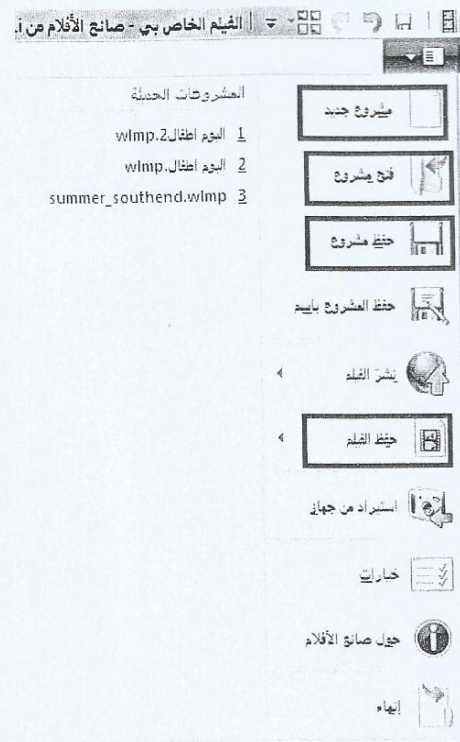 الفيلم الخاص بي - صانع الأفلام من أ.
مشروع جديد
فتح مشروع
حفظ مشروع
حفظ المشروع باسم
نشر الفيلم
حفظ الفيلم
استيراد من جهاز
خيارات
حول صانع الأفلام
إنهاء
المشروعات الحديثة
1 البوم اطفال2.wlmp
2 البوم اطفال.wlmp
3 summer_southend.wlmp